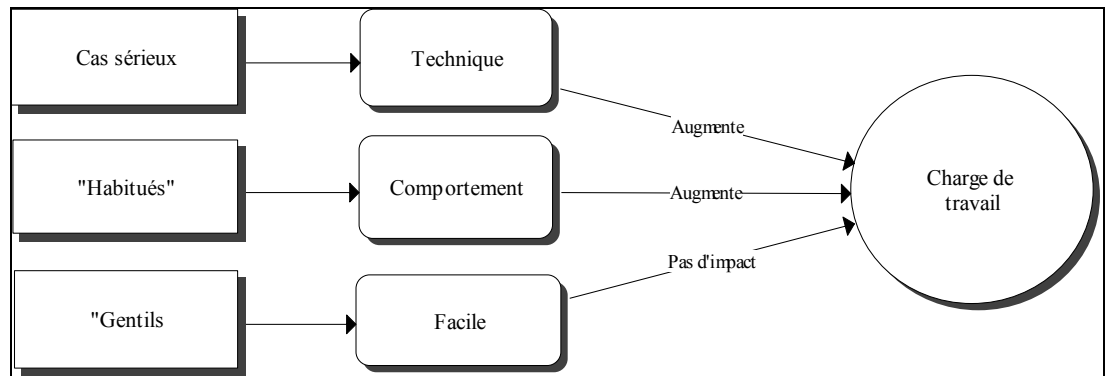 Cas sérieux
Technique
Augmente
"Habitués"
Comportement
Augmente
Charge de
travail
"Gentils
Facile
Pas d'impact